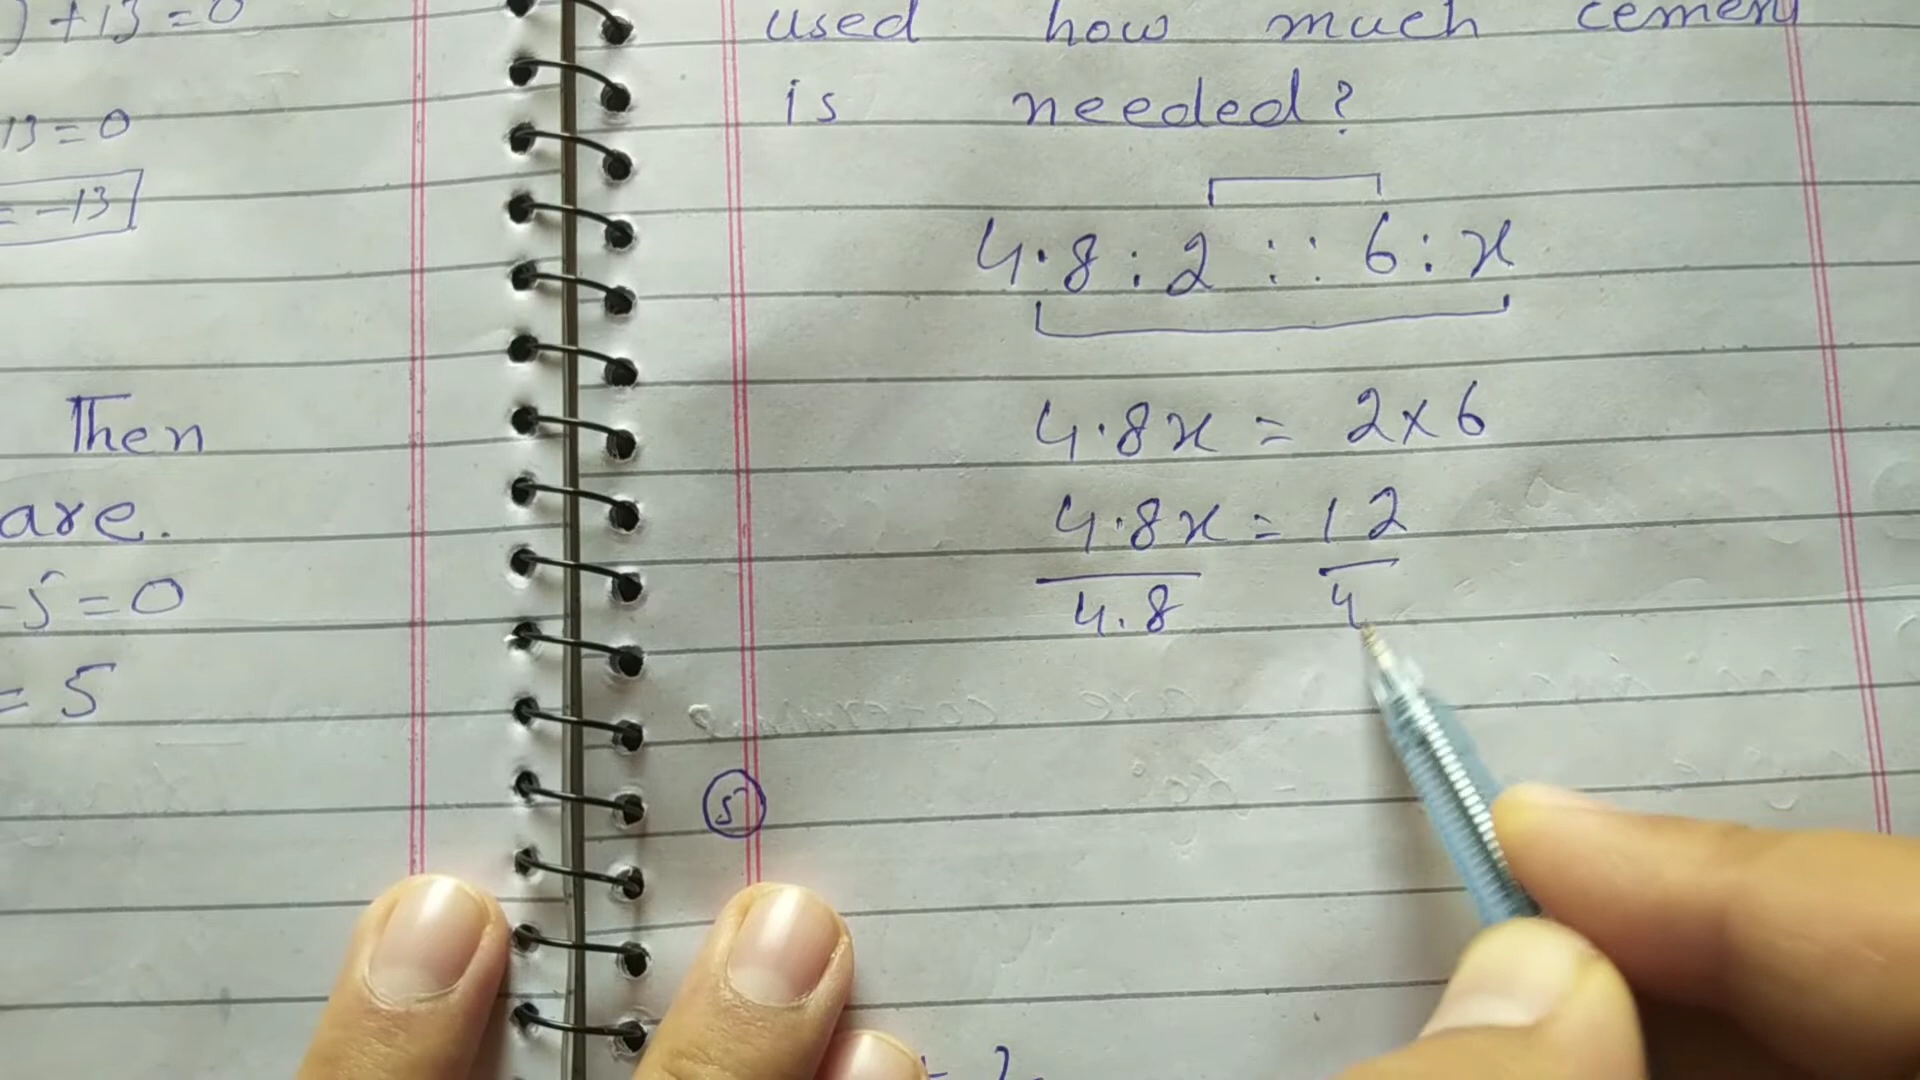 ) + 13 = 0
13 = 0
= -13
Then
are.
-5 = 0
= 5
used how much cement
is needed?
4.8 : 2 :: 6 : x
4.8x = 2 x 6
4.8x = 12
4.8 4
5